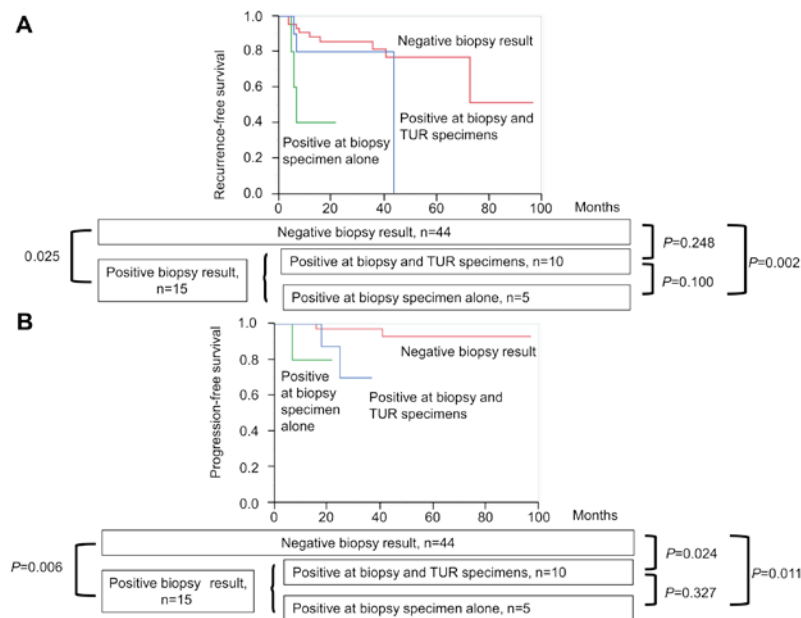 A
1.0
0.8
0.6
0.4
0.2
0.0
Recurrence-free survival
Negative biopsy result
Positive at biopsy and
TUR specimens
Positive at biopsy
specimen alone
0 20 40 60 80 100
Months
Negative biopsy result, n=44
Positive biopsy result,
n=15
Positive at biopsy and TUR specimens, n=10
Positive at biopsy specimen alone, n=5
0.025
P=0.248
P=0.100
P=0.002
B
1.0
0.8
0.6
0.4
0.2
0.0
Progression-free survival
Negative biopsy result
Positive
at biopsy
specimen
alone
Positive at biopsy and
TUR specimens
0 20 40 60 80 100
Months
Negative biopsy result, n=44
Positive biopsy result,
n=15
Positive at biopsy and TUR specimens, n=10
Positive at biopsy specimen alone, n=5
P=0.006
P=0.024
P=0.327
P=0.011